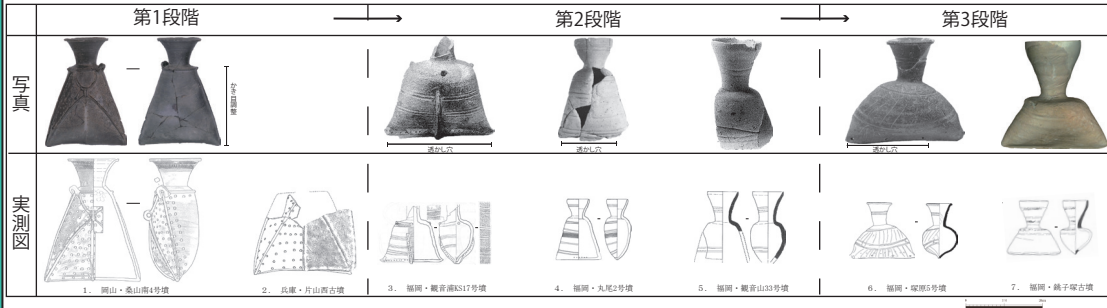 第1段階
第2段階
第3段階
写真
かき目調整
透かし穴
透かし穴
透かし穴
実測図
1. 岡山・桑山南4号墳
2. 兵庫・片山西古墳
3. 福岡・観音浦KS17号墳
4. 福岡・丸尾2号墳
5. 福岡・観音山33号墳
6. 福岡・塚原5号墳
7. 福岡・銚子塚古墳